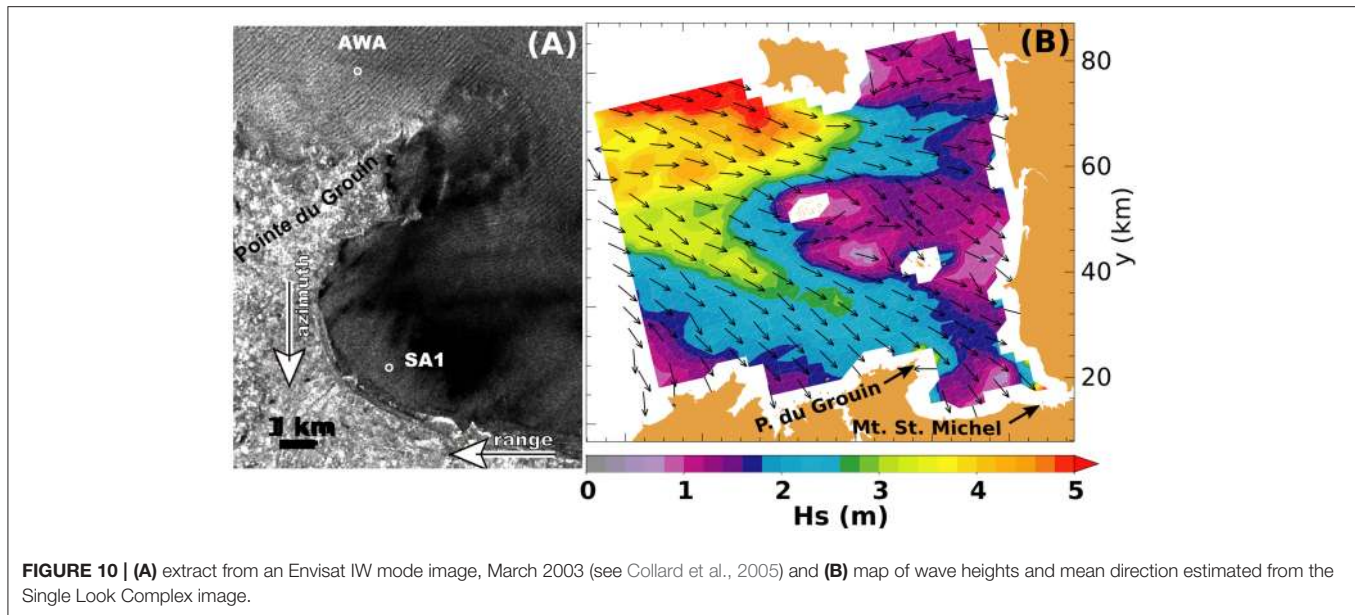 AWA
(A)
Pointe du Grouin
azimuth
SA1
1 km
range
(B)
80
60
y (km)
40
20
P. du Grouin
Mt. St. Michel
0 1 2 3 4 5
Hs (m)
FIGURE 10 | (A) extract from an Envisat IW mode image, March 2003 (see Collard et al., 2005) and (B) map of wave heights and mean direction estimated from the
Single Look Complex image.